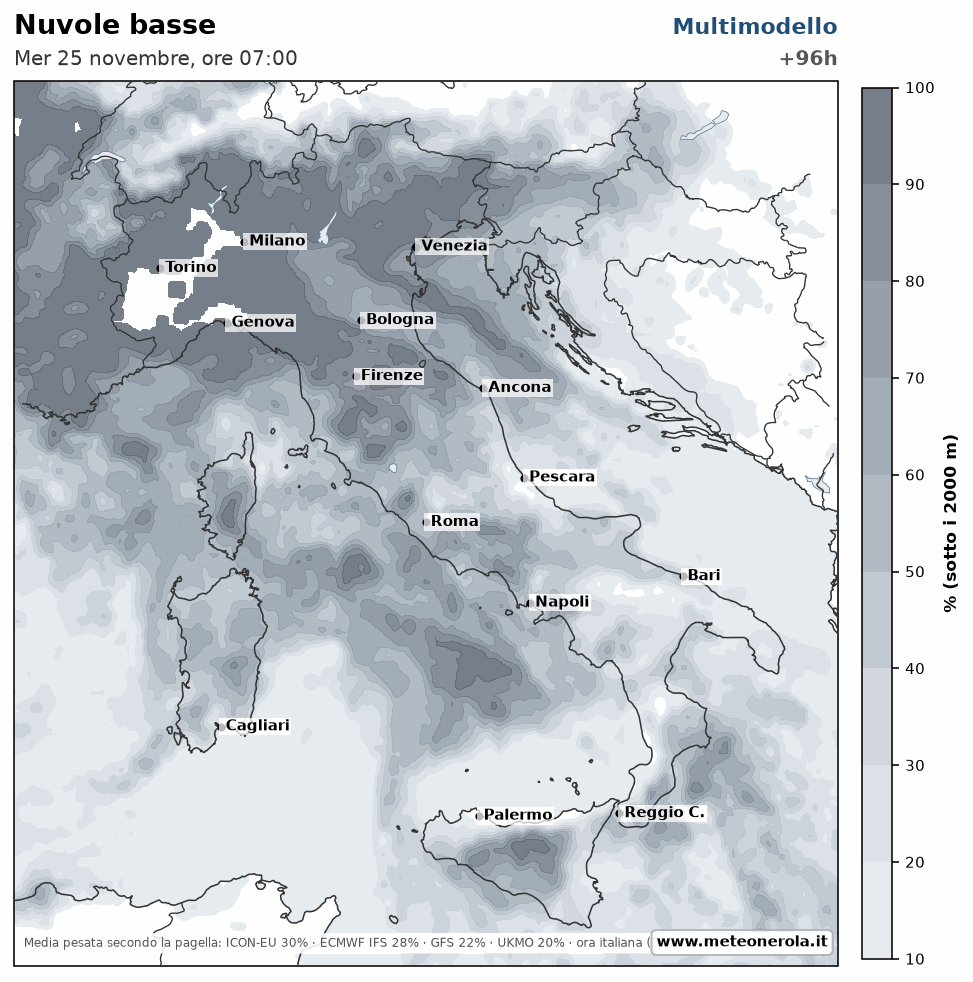 Nuvole basse
Multimodello
Mer 25 novembre, ore 07:00
+96h
100
90
80
70
60
50
40
30
20
10
% (sotto i 2000 m)
Milano
Venezia
Torino
Genova
Bologna
Firenze
Ancona
Pescara
Roma
Bari
Napoli
Cagliari
Palermo
Reggio C.
Media pesata secondo la pagella: ICON-EU 30% · ECMWF IFS 28% · GFS 22% · UKMO 20% · ora italiana (
www.meteonerola.it